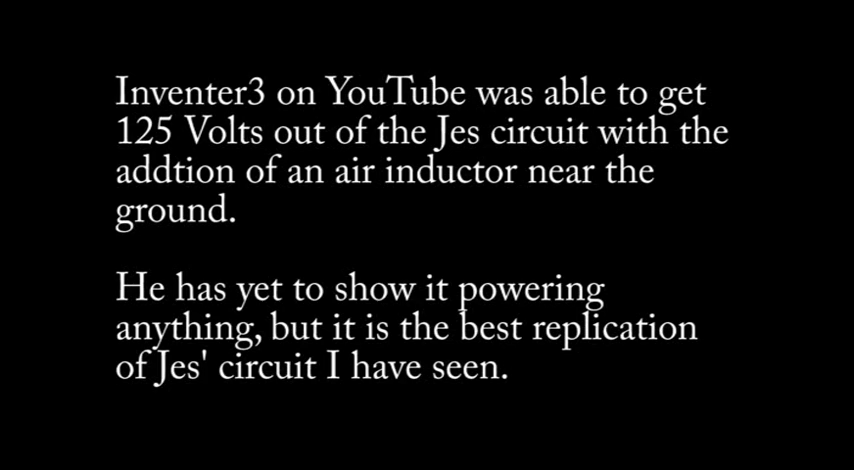 Inventer3 on YouTube was able to get
125 Volts out of the Jes circuit with the
addtion of an air inductor near the
ground.
He has yet to show it powering
anything, but it is the best replication
of Jes' circuit I have seen.